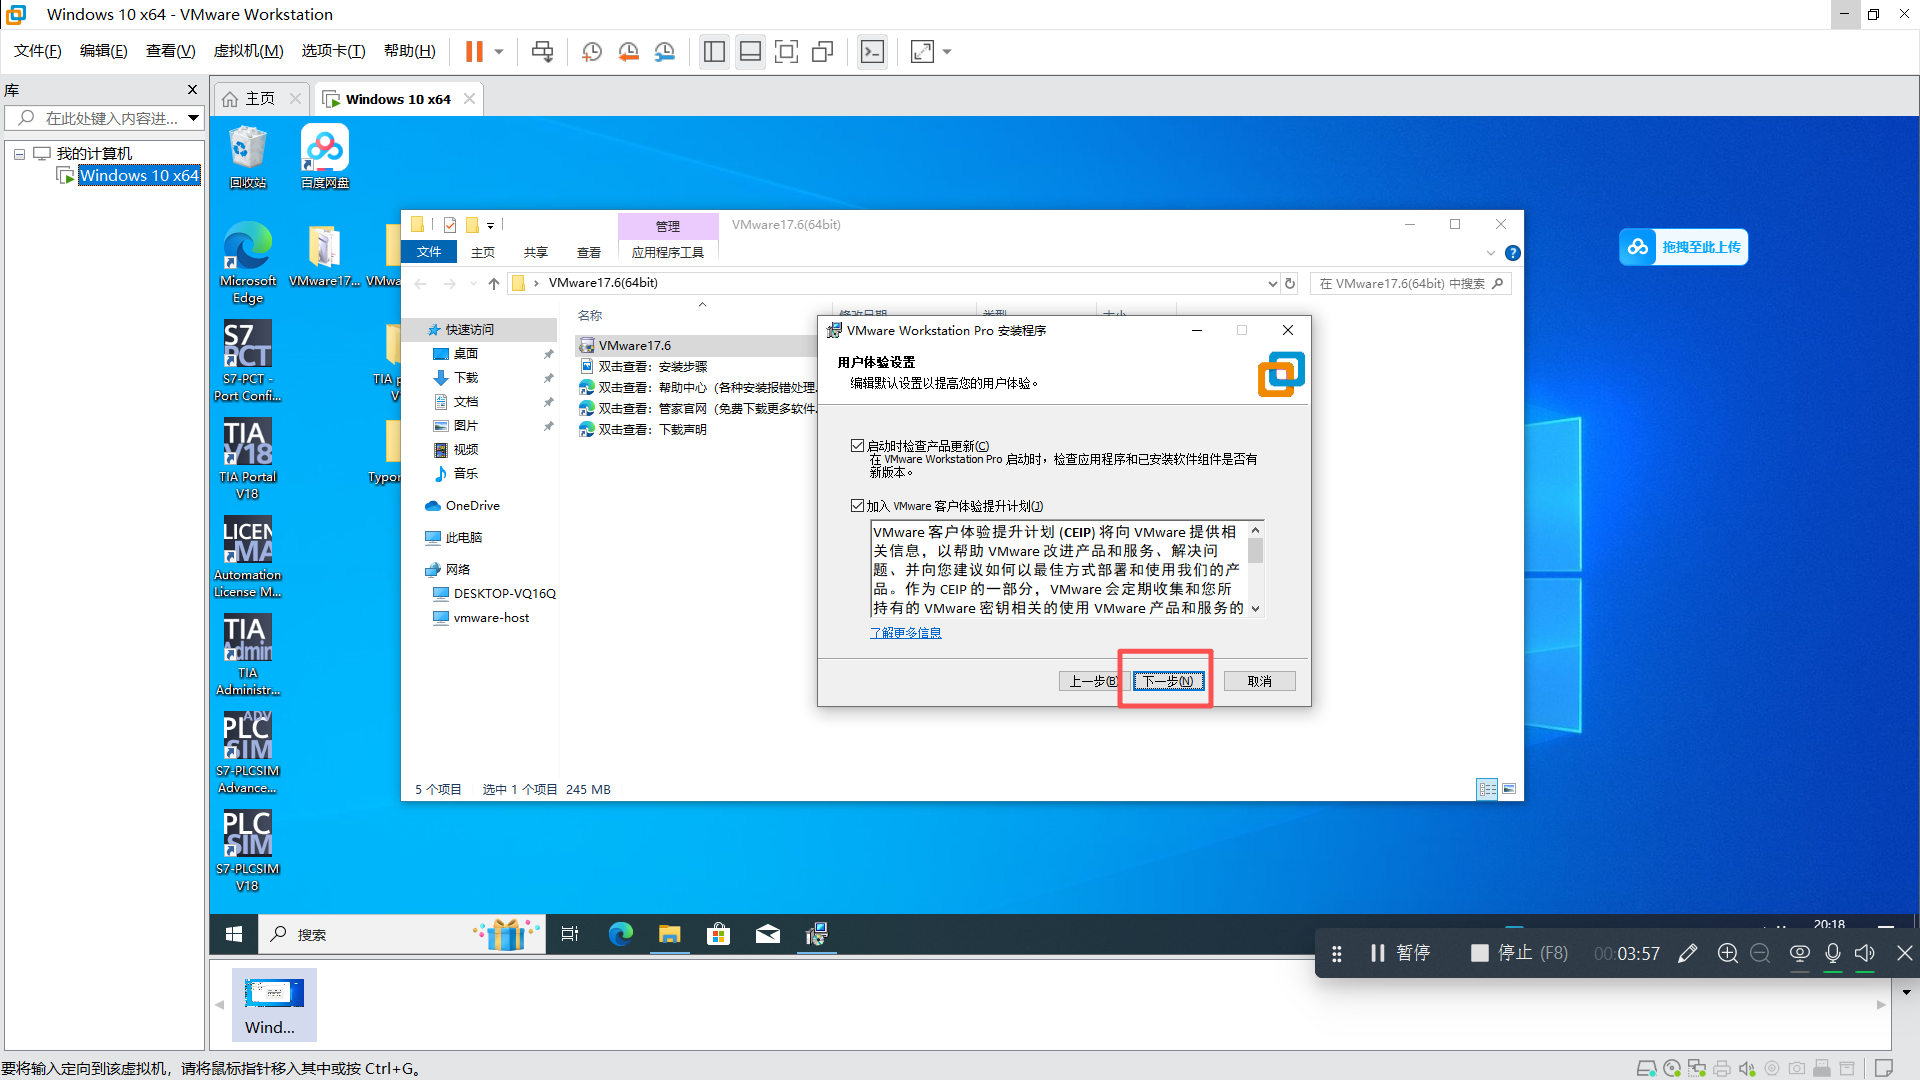 Windows 10 x64 - VMware Workstation
文件(F) 编辑(E) 查看(V) 虚拟机(M) 选项卡(T) 帮助(H)
库
在此处键入内容进...
我的计算机
Windows 10 x64
主页
Windows 10 x64
回收站
百度网盘
Microsoft Edge
VMware17...
VMwa
S7-PCT - Port Confi...
TIA p
V
TIA Portal V18
Typor
Automation License M...
TIA Administr...
S7-PLCSIM Advance...
S7-PLCSIM V18
拖拽至此上传
管理
VMware17.6(64bit)
文件 主页 共享 查看 应用程序工具
VMware17.6(64bit)
在 VMware17.6(64bit) 中搜索
名称 修改日期 类型 大小
快速访问
桌面
下载
文档
图片
视频
音乐
OneDrive
此电脑
网络
DESKTOP-VQ16Q
vmware-host
VMware17.6
双击查看：安装步骤
双击查看：帮助中心（各种安装报错处理.
双击查看：管家官网（免费下载更多软件.
双击查看：下载声明
5 个项目 选中 1 个项目 245 MB
VMware Workstation Pro 安装程序
用户体验设置
编辑默认设置以提高您的用户体验。
启动时检查产品更新(C)
在 VMware Workstation Pro 启动时，检查应用程序和已安装软件组件是否有
新版本。
加入 VMware 客户体验提升计划(J)
VMware 客户体验提升计划 (CEIP) 将向 VMware 提供相
关信息，以帮助 VMware 改进产品和服务、解决问
题、并向您建议如何以最佳方式部署和使用我们的产
品。作为 CEIP 的一部分，VMware 会定期收集和您所
持有的 VMware 密钥相关的使用 VMware 产品和服务的
了解更多信息
上一步(B) 下一步(N) 取消
搜索
20:18
暂停 停止 (F8) 00:03:57
Wind...
要将输入定向到该虚拟机，请将鼠标指针移入其中或按 Ctrl+G。